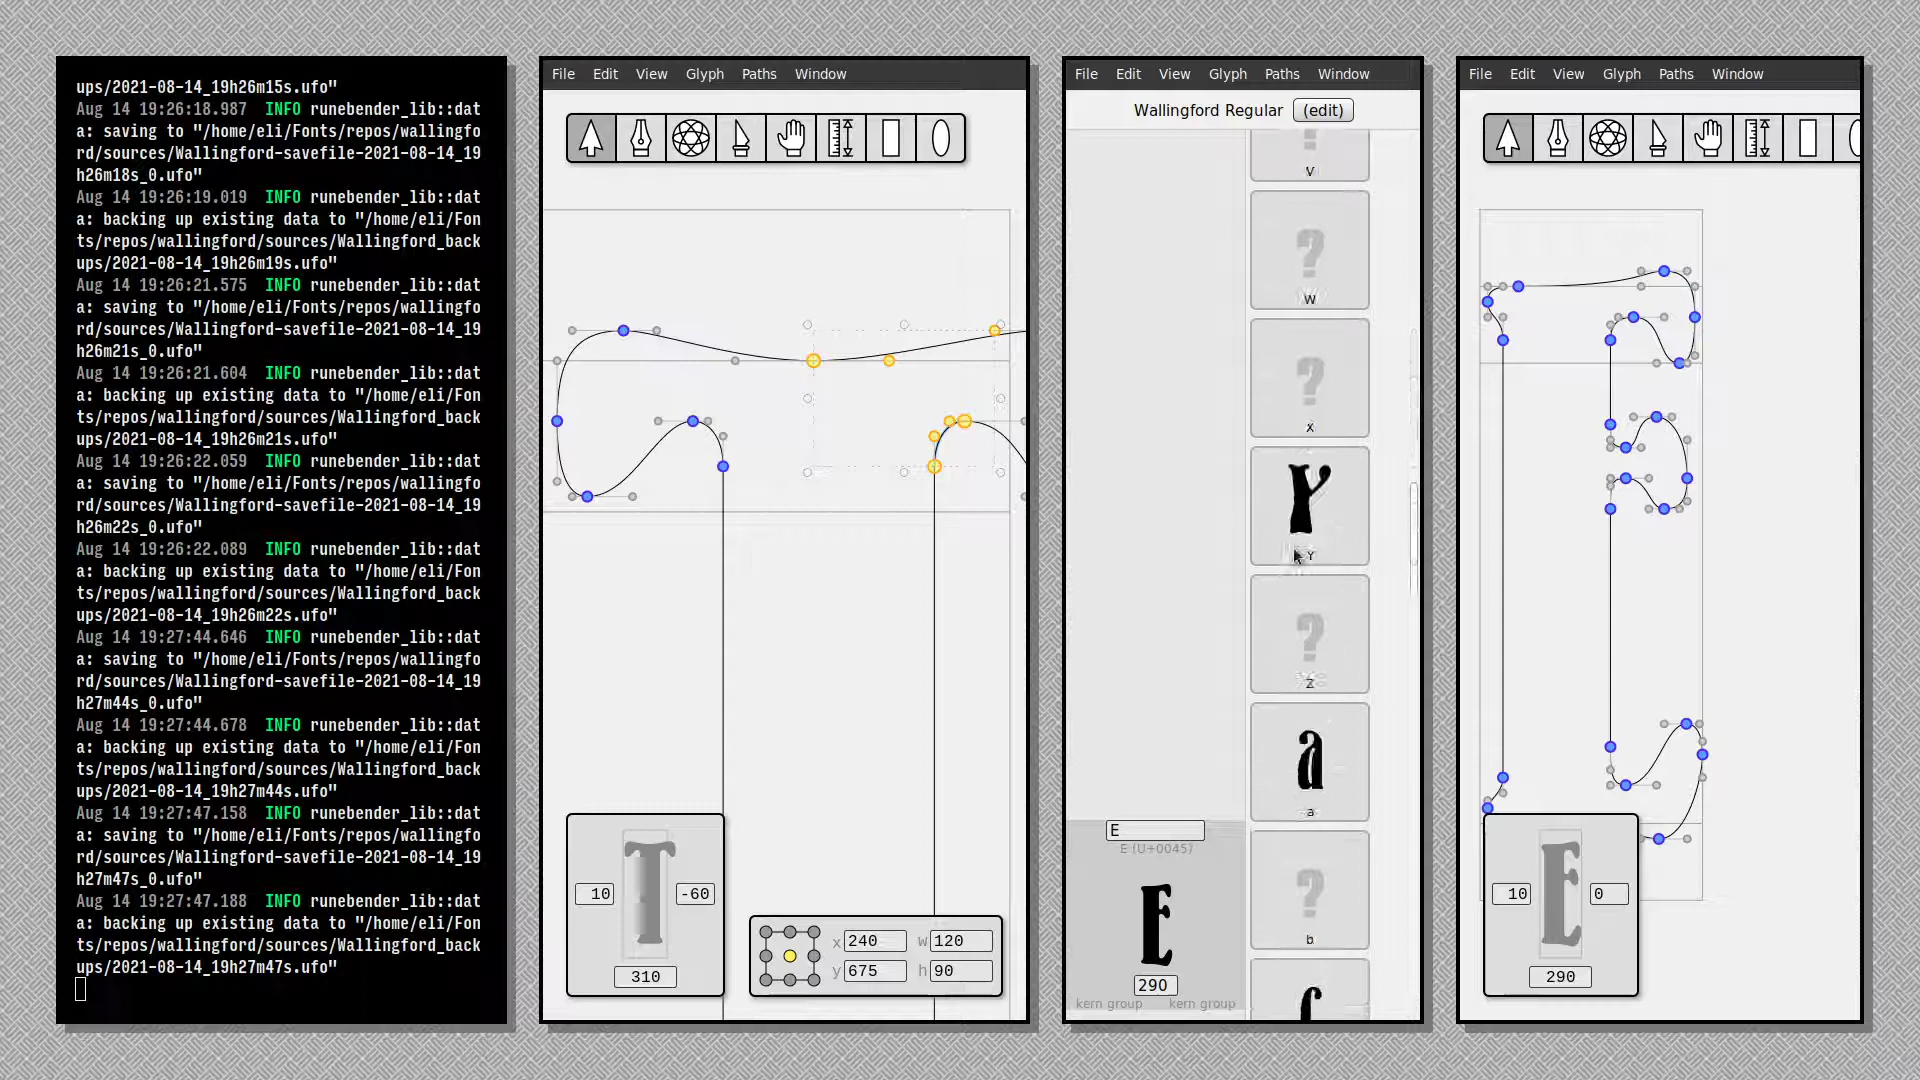 ups/2021-08-14_19h26m15s.ufo"
Aug 14 19:26:18.987  INFO runebender_lib::dat
a: saving to "/home/eli/Fonts/repos/wallingfo
rd/sources/Wallingford-savefile-2021-08-14_19
h26m18s_0.ufo"
Aug 14 19:26:19.019  INFO runebender_lib::dat
a: backing up existing data to "/home/eli/Fon
ts/repos/wallingford/sources/Wallingford_back
ups/2021-08-14_19h26m19s.ufo"
Aug 14 19:26:21.575  INFO runebender_lib::dat
a: saving to "/home/eli/Fonts/repos/wallingfo
rd/sources/Wallingford-savefile-2021-08-14_19
h26m21s_0.ufo"
Aug 14 19:26:21.604  INFO runebender_lib::dat
a: backing up existing data to "/home/eli/Fon
ts/repos/wallingford/sources/Wallingford_back
ups/2021-08-14_19h26m21s.ufo"
Aug 14 19:26:22.059  INFO runebender_lib::dat
a: saving to "/home/eli/Fonts/repos/wallingfo
rd/sources/Wallingford-savefile-2021-08-14_19
h26m22s_0.ufo"
Aug 14 19:26:22.089  INFO runebender_lib::dat
a: backing up existing data to "/home/eli/Fon
ts/repos/wallingford/sources/Wallingford_back
ups/2021-08-14_19h26m22s.ufo"
Aug 14 19:27:44.646  INFO runebender_lib::dat
a: saving to "/home/eli/Fonts/repos/wallingfo
rd/sources/Wallingford-savefile-2021-08-14_19
h27m44s_0.ufo"
Aug 14 19:27:44.678  INFO runebender_lib::dat
a: backing up existing data to "/home/eli/Fon
ts/repos/wallingford/sources/Wallingford_back
ups/2021-08-14_19h27m44s.ufo"
Aug 14 19:27:47.158  INFO runebender_lib::dat
a: saving to "/home/eli/Fonts/repos/wallingfo
rd/sources/Wallingford-savefile-2021-08-14_19
h27m47s_0.ufo"
Aug 14 19:27:47.188  INFO runebender_lib::dat
a: backing up existing data to "/home/eli/Fon
ts/repos/wallingford/sources/Wallingford_back
ups/2021-08-14_19h27m47s.ufo"
File Edit View Glyph Paths Window
T
10
-60
310
x 240 w 120
y 675 h 90
File Edit View Glyph Paths Window
Wallingford Regular (edit)
?
V
?
W
?
X
Y
Y
?
Z
a
a
?
b
E
E (U+0045)
E
290
kern group kern group
File Edit View Glyph Paths Window
E
10
0
290